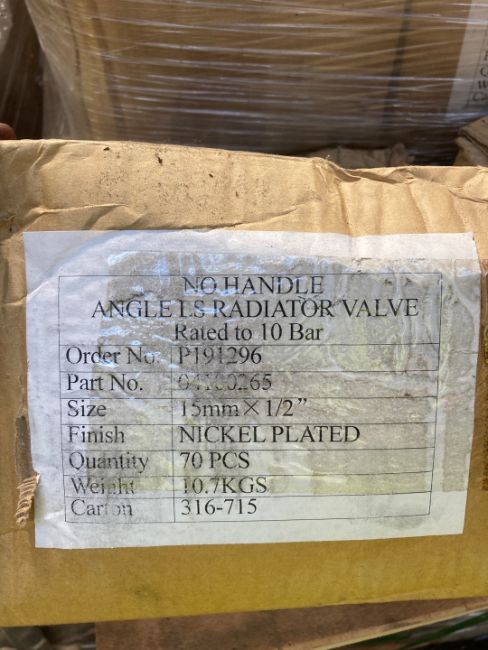 NO HANDLE
ANGLE LS RADIATOR VALVE
Rated to 10 Bar
Order No. P191296
Part No. 04100265
Size 15mm×1/2”
Finish NICKEL PLATED
Quantity 70 PCS
Weight 10.7KGS
Carton 316-715